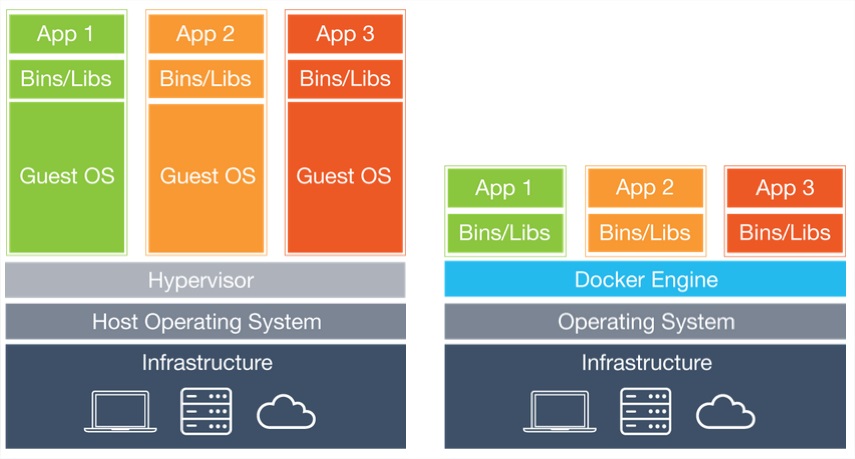 App 1
App 2
App 3
Bins/Libs
Bins/Libs
Bins/Libs
Guest OS
Guest OS
Guest OS
Hypervisor
Host Operating System
Infrastructure
App 1
App 2
App 3
Bins/Libs
Bins/Libs
Bins/Libs
Docker Engine
Operating System
Infrastructure